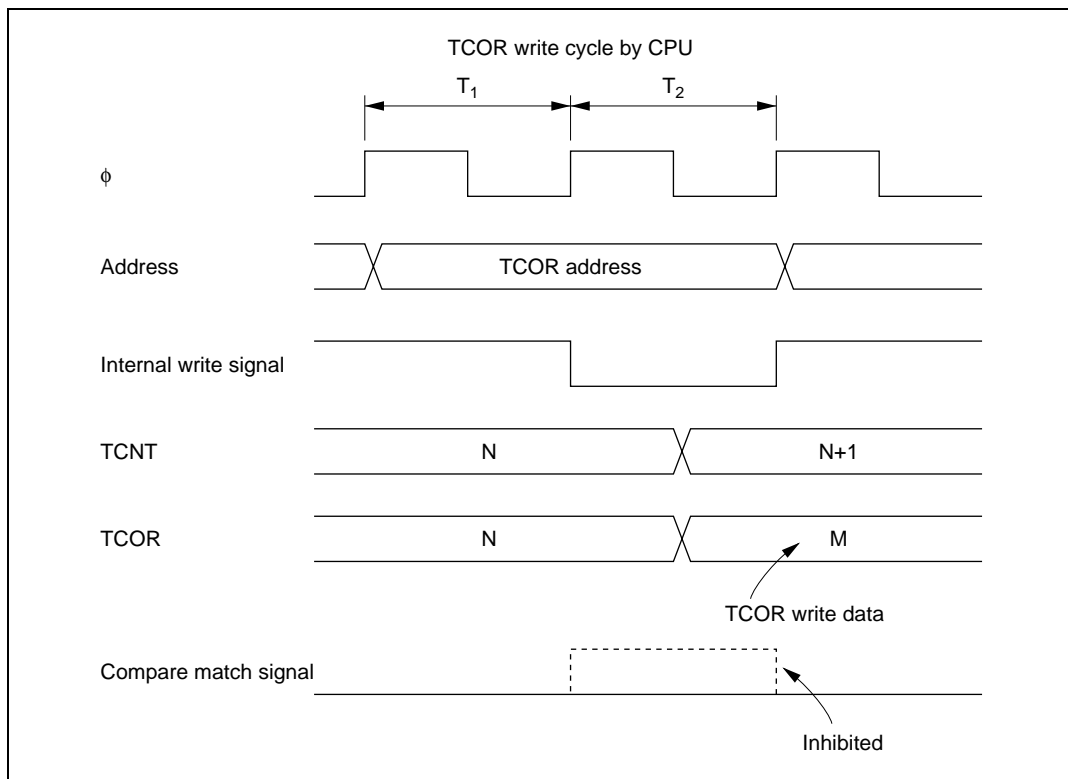 TCOR write cycle by CPU
T1 T2
ϕ
Address TCOR address
Internal write signal
TCNT N N+1
TCOR N M
TCOR write data
Compare match signal
Inhibited